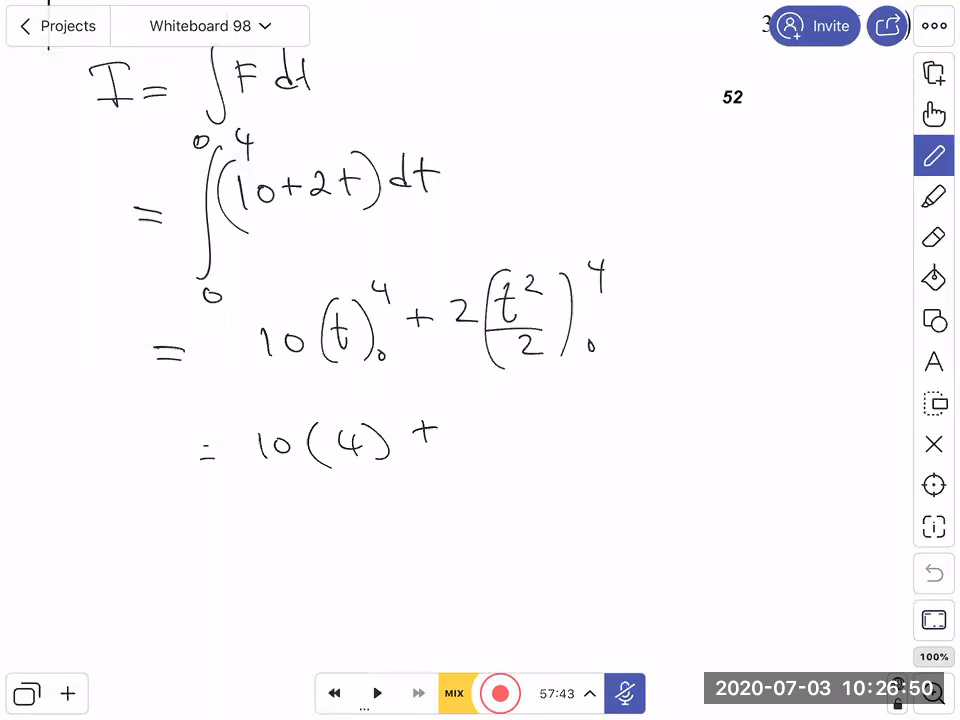 Projects Whiteboard 98 3 Invite )
I = ∫ F dt
52
= ∫₀⁴ (10+2t) dt
= 10 (t)₀⁴ + 2 (t²/2)₀⁴
= 10 (4) +
A
100%
MIX 57:43 2020-07-03 10:26:50